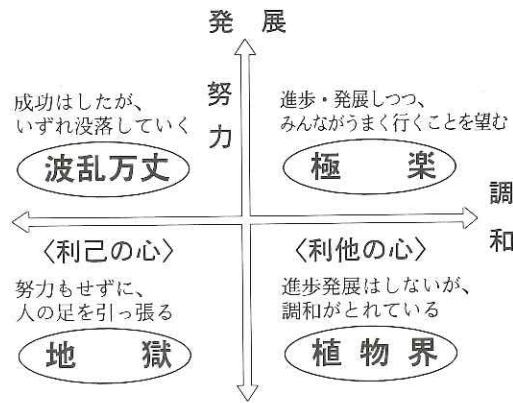 発展
努力
成功はしたが、
いずれ没落していく
波乱万丈
進歩・発展しつつ、
みんながうまく行くことを望む
極楽
調和
〈利己の心〉
〈利他の心〉
努力もせずに、
人の足を引っ張る
地獄
進歩発展はしないが、
調和がとれている
植物界